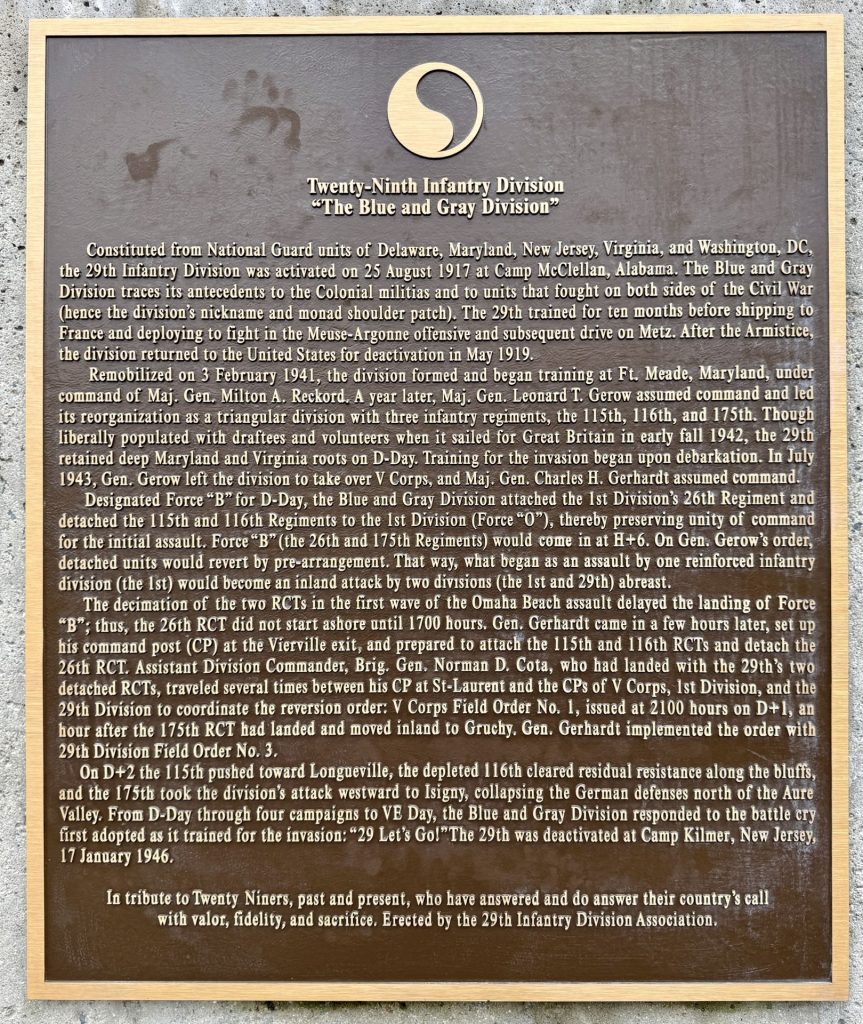 Twenty-Ninth Infantry Division
“The Blue and Gray Division”
Constituted from National Guard units of Delaware, Maryland, New Jersey, Virginia, and Washington, DC,
the 29th Infantry Division was activated on 25 August 1917 at Camp McClellan, Alabama. The Blue and Gray
Division traces its antecedents to the Colonial militias and to units that fought on both sides of the Civil War
(hence the division’s nickname and monad shoulder patch). The 29th trained for ten months before shipping to
France and deploying to fight in the Meuse-Argonne offensive and subsequent drive on Metz. After the Armistice,
the division returned to the United States for deactivation in May 1919.
Remobilized on 3 February 1941, the division formed and began training at Ft. Meade, Maryland, under
command of Maj. Gen. Milton A. Reckord. A year later, Maj. Gen. Leonard T. Gerow assumed command and led
its reorganization as a triangular division with three infantry regiments, the 115th, 116th, and 175th. Though
liberally populated with draftees and volunteers when it sailed for Great Britain in early fall 1942, the 29th
retained deep Maryland and Virginia roots on D-Day. Training for the invasion began upon debarkation. In July
1943, Gen. Gerow left the division to take over V Corps, and Maj. Gen. Charles H. Gerhardt assumed command.
Designated Force “B” for D-Day, the Blue and Gray Division attached the 1st Division’s 26th Regiment and
detached the 115th and 116th Regiments to the 1st Division (Force “O”), thereby preserving unity of command
for the initial assault. Force “B” (the 26th and 175th Regiments) would come in at H+6. On Gen. Gerow’s order,
detached units would revert by pre-arrangement. That way, what began as an assault by one reinforced infantry
division (the 1st) would become an inland attack by two divisions (the 1st and 29th) abreast.
The decimation of the two RCTs in the first wave of the Omaha Beach assault delayed the landing of Force
“B”; thus, the 26th RCT did not start ashore until 1700 hours. Gen. Gerhardt came in a few hours later, set up
his command post (CP) at the Vierville exit, and prepared to attach the 115th and 116th RCTs and detach the
26th RCT. Assistant Division Commander, Brig. Gen. Norman D. Cota, who had landed with the 29th’s two
detached RCTs, traveled several times between his CP at St-Laurent and the CPs of V Corps, 1st Division, and the
29th Division to coordinate the reversion order: V Corps Field Order No. 1, issued at 2100 hours on D+1, an
hour after the 175th RCT had landed and moved inland to Gruchy. Gen. Gerhardt implemented the order with
29th Division Field Order No. 3.
On D+2 the 115th pushed toward Longueville, the depleted 116th cleared residual resistance along the bluffs,
and the 175th took the division’s attack westward to Isigny, collapsing the German defenses north of the Aure
Valley. From D-Day through four campaigns to VE Day, the Blue and Gray Division responded to the battle cry
first adopted as it trained for the invasion: “29 Let’s Go!” The 29th was deactivated at Camp Kilmer, New Jersey,
17 January 1946.
In tribute to Twenty Niners, past and present, who have answered and do answer their country’s call
with valor, fidelity, and sacrifice. Erected by the 29th Infantry Division Association.